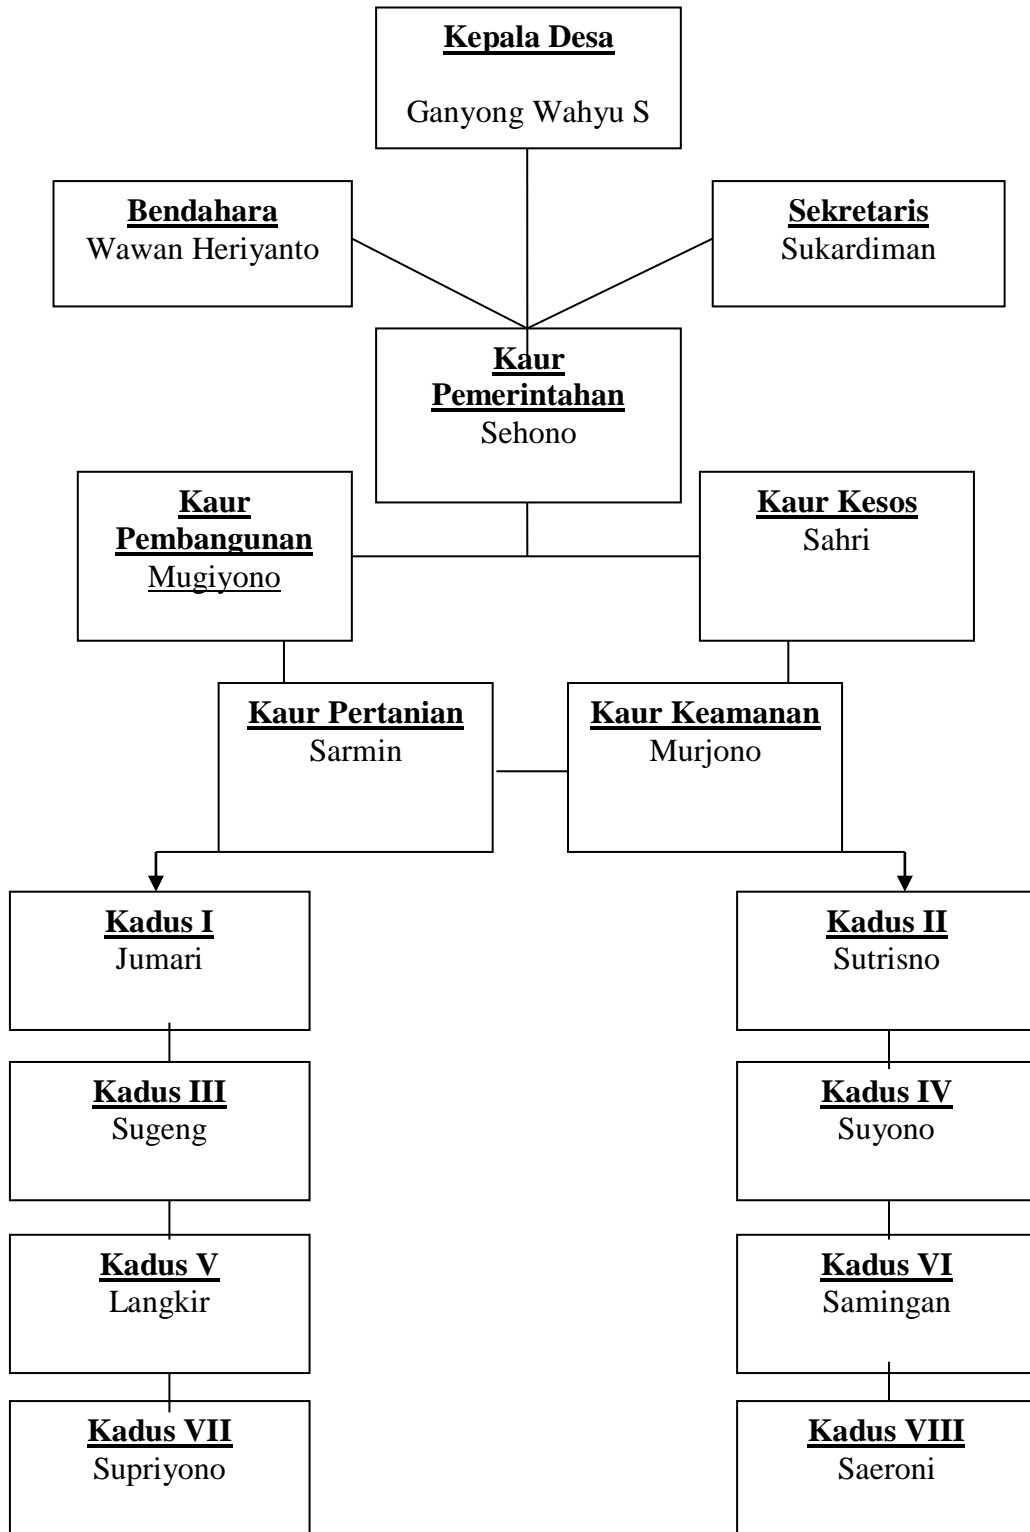 Kepala Desa
Ganyong Wahyu S
Bendahara
Wawan Heriyanto
Sekretaris
Sukardiman
Kaur
Pemerintahan
Sehono
Kaur
Pembangunan
Mugiyono
Kaur Kesos
Sahri
Kaur Pertanian
Sarmin
Kaur Keamanan
Murjono
Kadus I
Jumari
Kadus II
Sutrisno
Kadus III
Sugeng
Kadus IV
Suyono
Kadus V
Langkir
Kadus VI
Samingan
Kadus VII
Supriyono
Kadus VIII
Saeroni